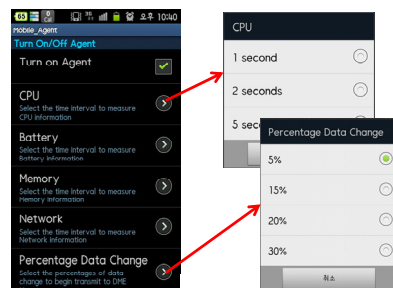 65
오후 10:40
Mobile_Agent
Turn On/Off Agent
Turn on Agent
CPU
Select the time interval to measure
CPU information
Battery
Select the time interval to measure
Battery information
Memory
Select the time interval to measure
Memory information
Network
Select the time interval to measure
Network information
Percentage Data Change
Select the percentages of data
change to begin transmit to DME
CPU
1 second
2 seconds
5 sec
Percentage Data Change
5%
15%
20%
30%
취소